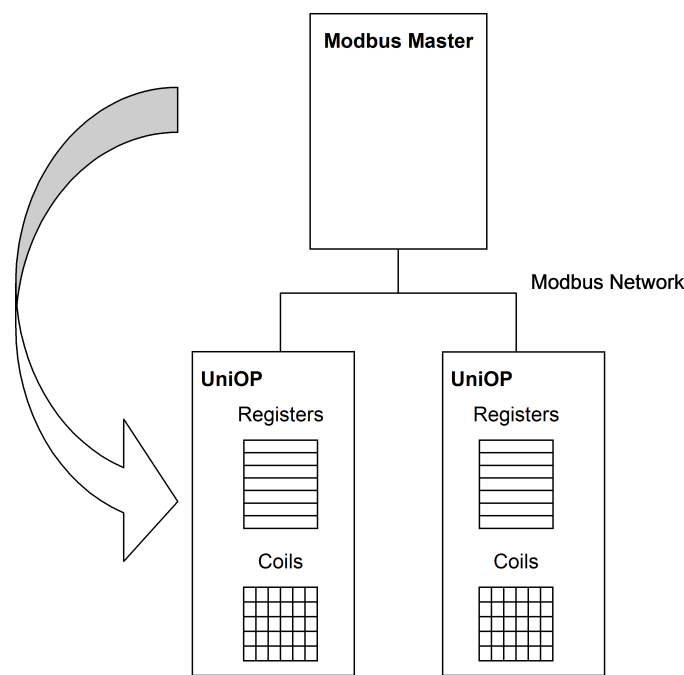 Modbus Master
Modbus Network
UniOP
Registers
Coils
UniOP
Registers
Coils